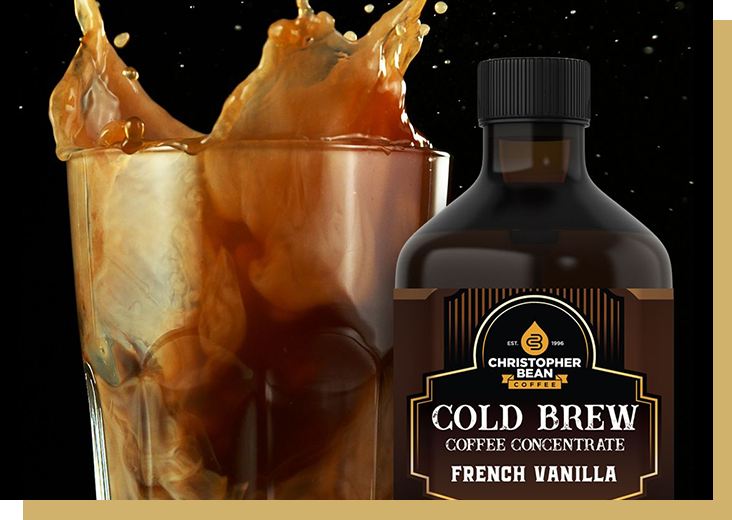 EST. 1996
CHRISTOPHER
BEAN
COFFEE
COLD BREW
COFFEE CONCENTRATE
FRENCH VANILLA